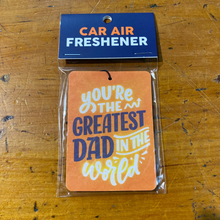 CAR AIR
FRESHENER
you're
THE
GREATEST
DAD IN THE
world